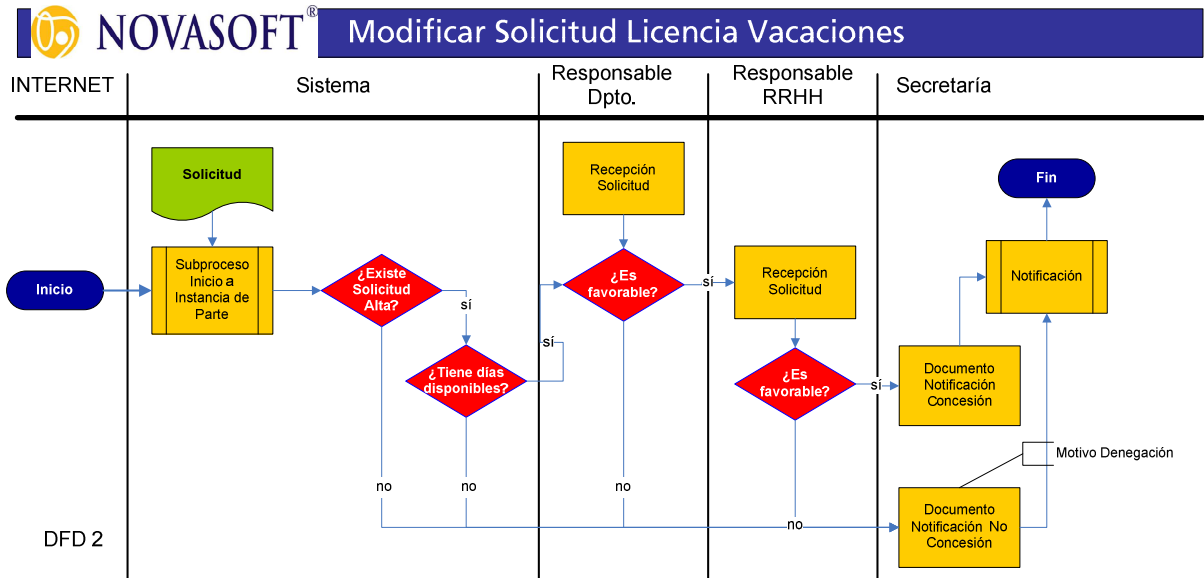 NOVASOFT®
Modificar Solicitud Licencia Vacaciones
INTERNET
Sistema
Responsable
Dpto.
Responsable
RRHH
Secretaría
Solicitud
Recepción
Solicitud
Fin
Inicio
Subproceso
Inicio a
Instancia de
Parte
¿Existe
Solicitud
Alta?
sí
¿Es
favorable?
sí
Recepción
Solicitud
Notificación
¿Tiene días
disponibles?
sí
¿Es
favorable?
sí
Documento
Notificación
Concesión
Motivo Denegación
no
no
no
no
Documento
Notificación No
Concesión
DFD 2